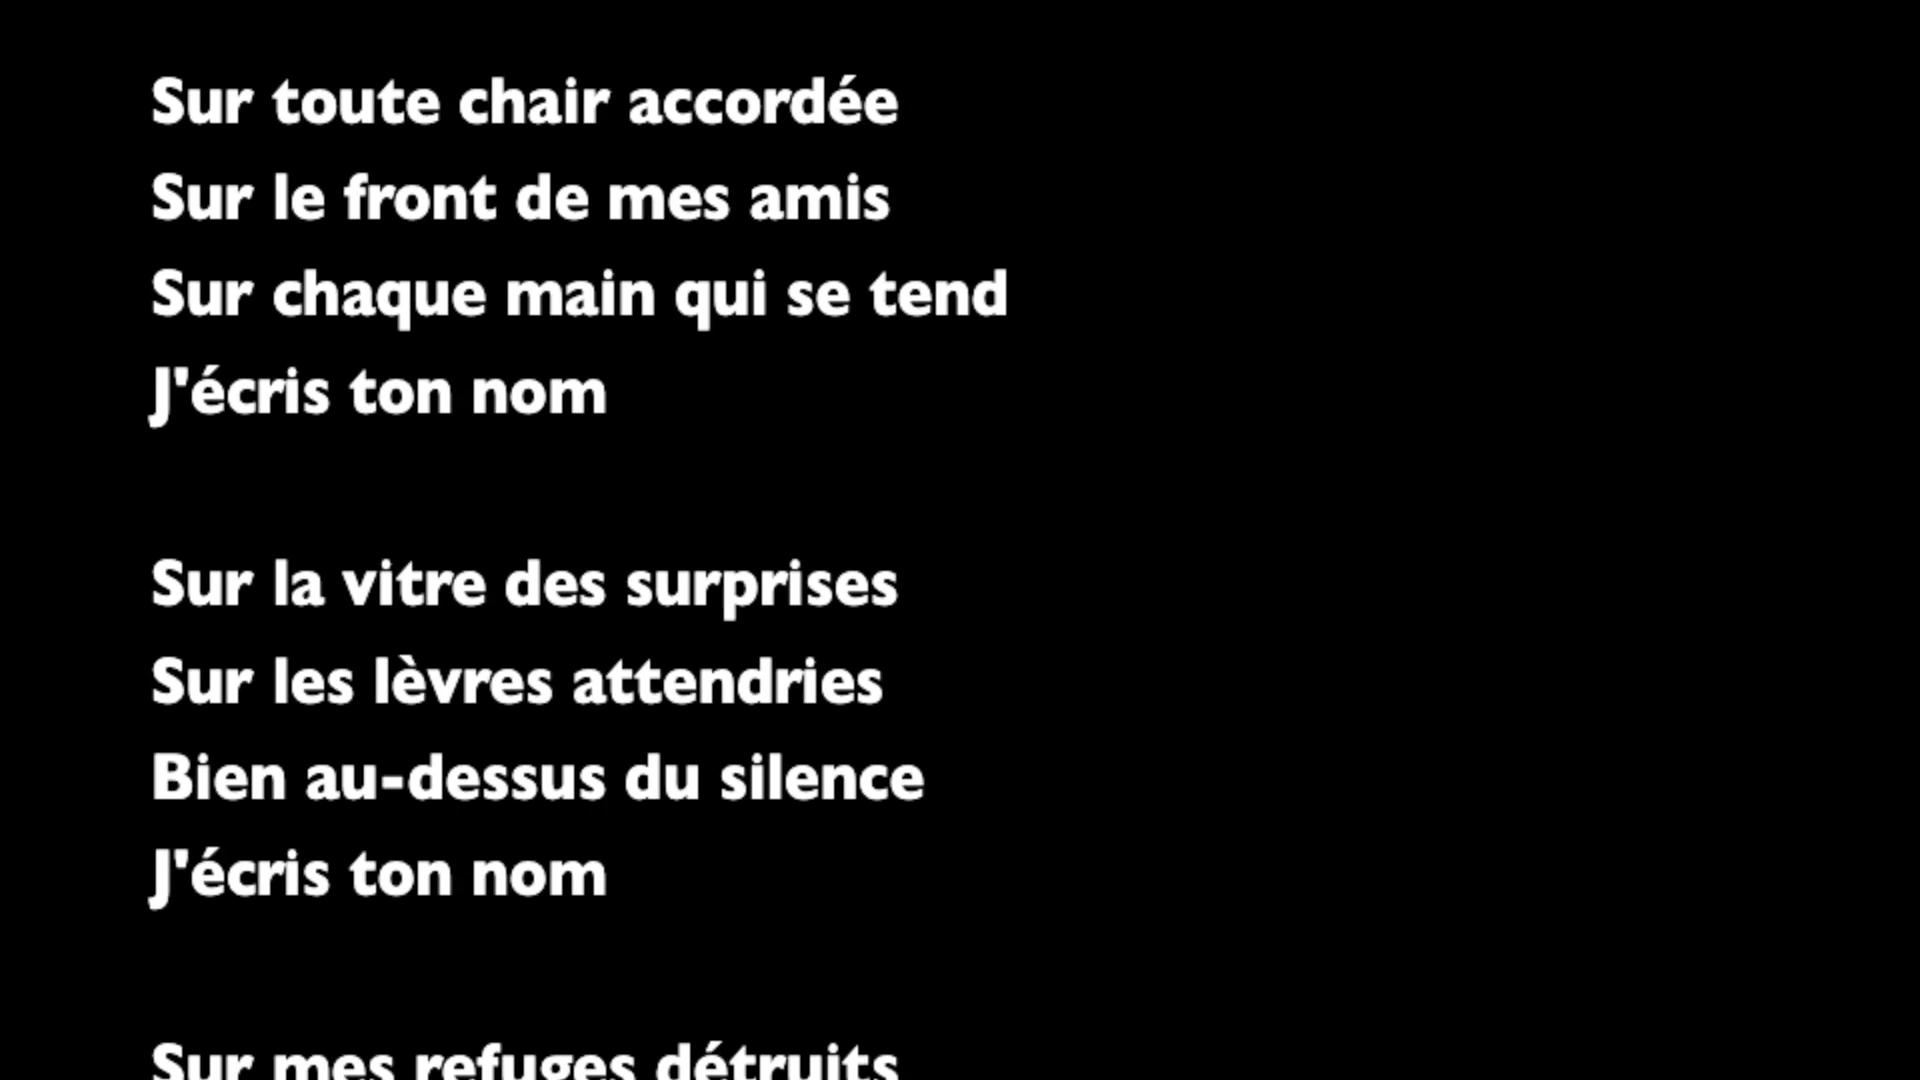 Sur toute chair accordée
Sur le front de mes amis
Sur chaque main qui se tend
J'écris ton nom
Sur la vitre des surprises
Sur les lèvres attendries
Bien au-dessus du silence
J'écris ton nom
Sur mes refuges détruits